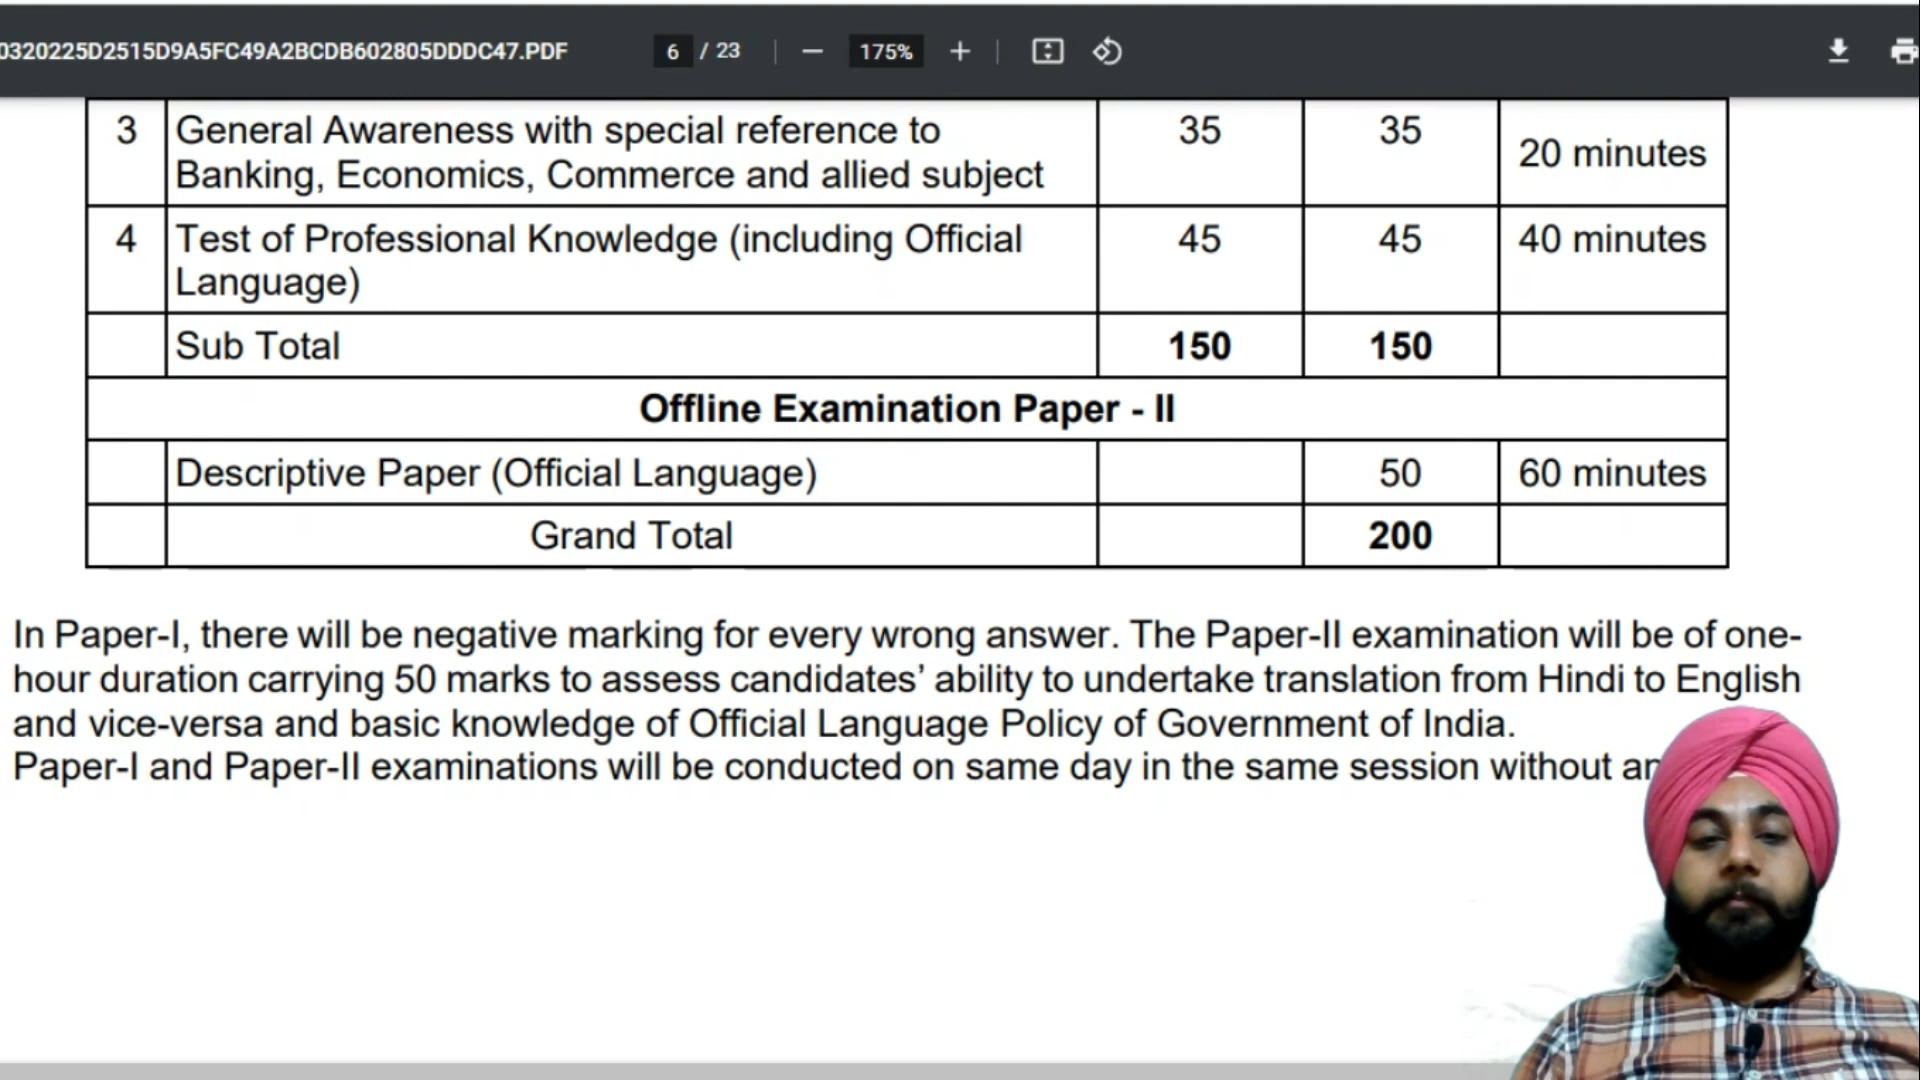 0320225D2515D9A5FC49A2BCDB602805DDDC47.PDF 6 / 23 175%
3 General Awareness with special reference to 35 35 20 minutes
Banking, Economics, Commerce and allied subject
4 Test of Professional Knowledge (including Official 45 45 40 minutes
Language)
Sub Total 150 150
Offline Examination Paper - II
Descriptive Paper (Official Language) 50 60 minutes
Grand Total 200
In Paper-I, there will be negative marking for every wrong answer. The Paper-II examination will be of one-
hour duration carrying 50 marks to assess candidates’ ability to undertake translation from Hindi to English
and vice-versa and basic knowledge of Official Language Policy of Government of India.
Paper-I and Paper-II examinations will be conducted on same day in the same session without